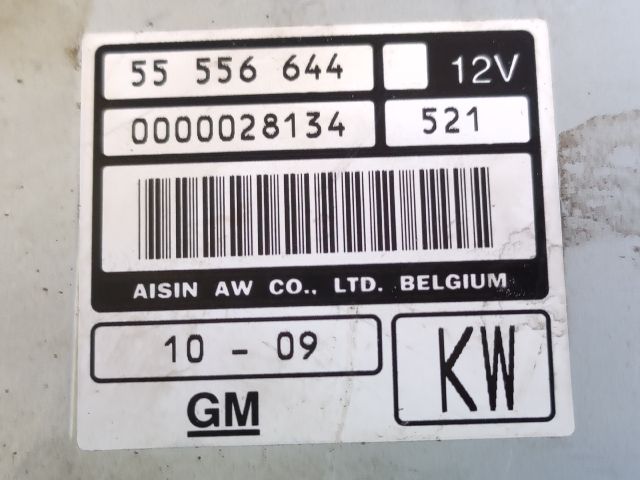 55 556 644
12V
0000028134
521
AISIN AW CO., LTD. BELGIUM
10 - 09
KW
GM